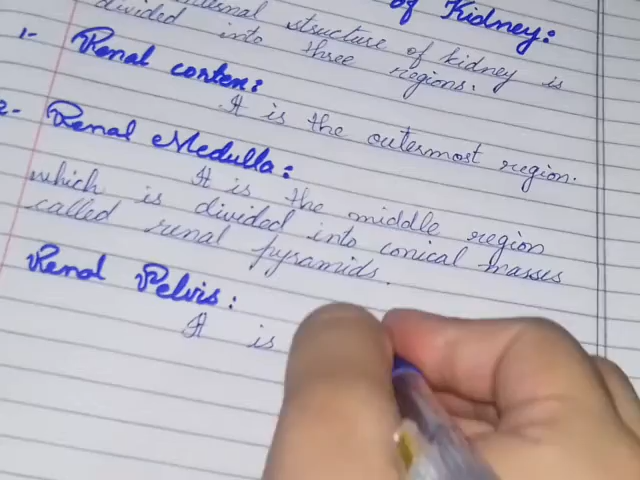 of Kidney:
internal structure of kidney is
divided into three regions.
1- Renal cortex:
It is the outermost region.
2- Renal Medulla:
It is the middle region
which is divided into conical masses
called renal pyramids.
Renal Pelvis:
It is